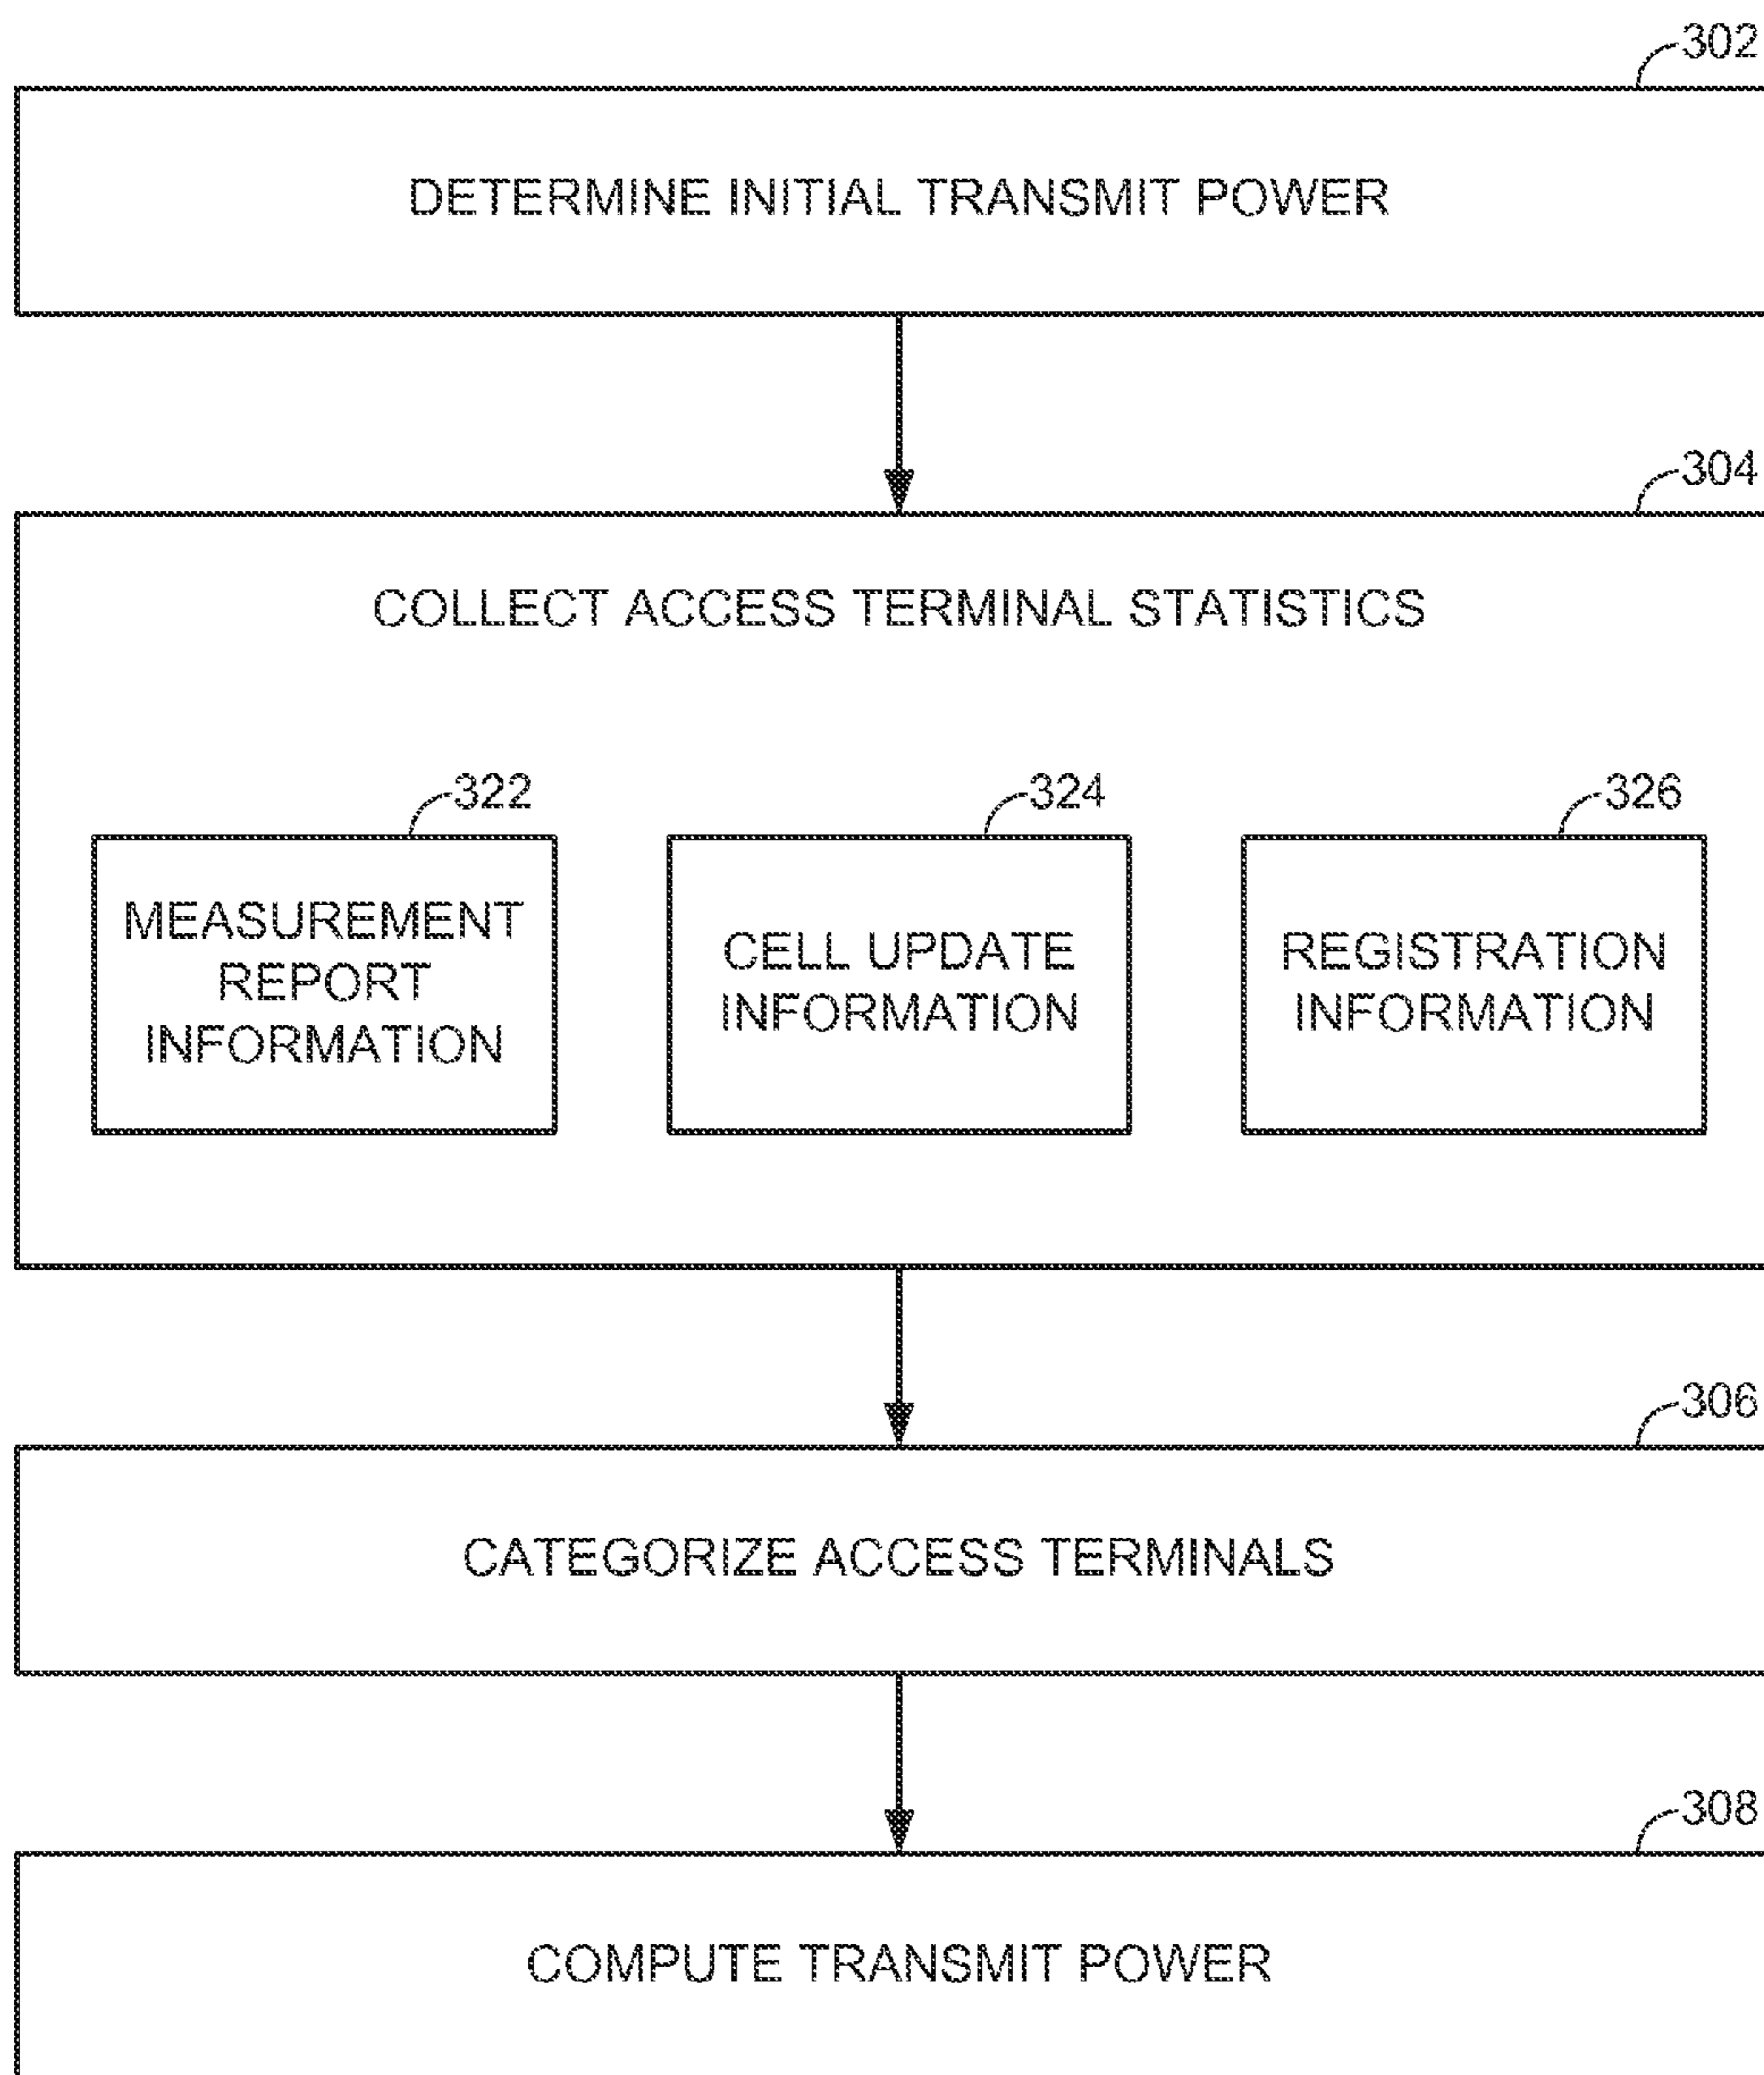 302
DETERMINE INITIAL TRANSMIT POWER
304
COLLECT ACCESS TERMINAL STATISTICS
322
MEASUREMENT
REPORT
INFORMATION
324
CELL UPDATE
INFORMATION
326
REGISTRATION
INFORMATION
306
CATEGORIZE ACCESS TERMINALS
308
COMPUTE TRANSMIT POWER